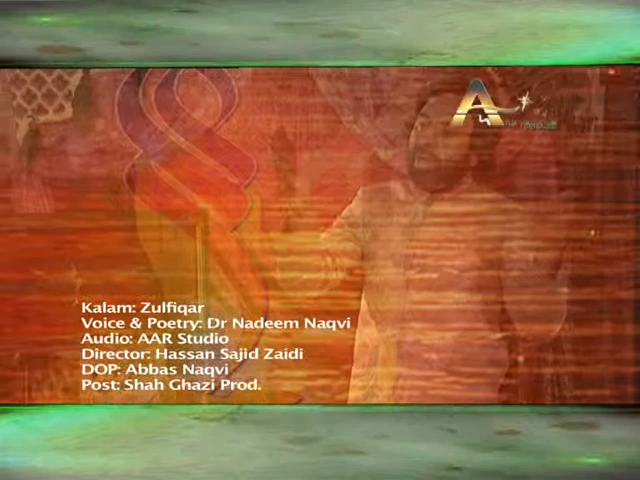 Kalam: Zulfiqar
Voice & Poetry: Dr Nadeem Naqvi
Audio: AAR Studio
Director: Hassan Sajid Zaidi
DOP: Abbas Naqvi
Post: Shah Ghazi Prod.